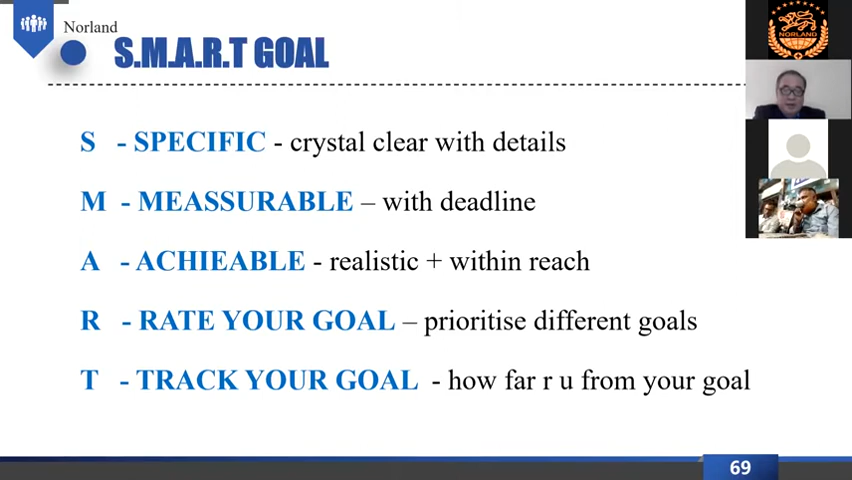 Norland
S.M.A.R.T GOAL
S - SPECIFIC - crystal clear with details
M - MEASSURABLE – with deadline
A - ACHIEABLE - realistic + within reach
R - RATE YOUR GOAL – prioritise different goals
T - TRACK YOUR GOAL - how far r u from your goal
69
NORLAND